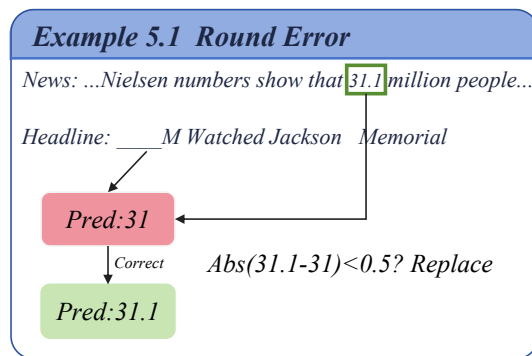 Example 5.1 Round Error
News: ...Nielsen numbers show that 31.1 million people...
Headline: ____M Watched Jackson Memorial
Pred:31
Correct
Abs(31.1-31)<0.5? Replace
Pred:31.1